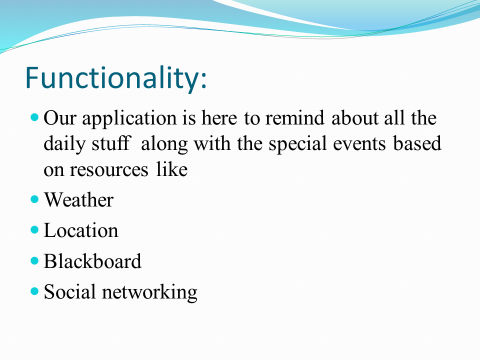 Functionality:
Our application is here to remind about all the
daily stuff  along with the special events based
on resources like
Weather
Location
Blackboard
Social networking